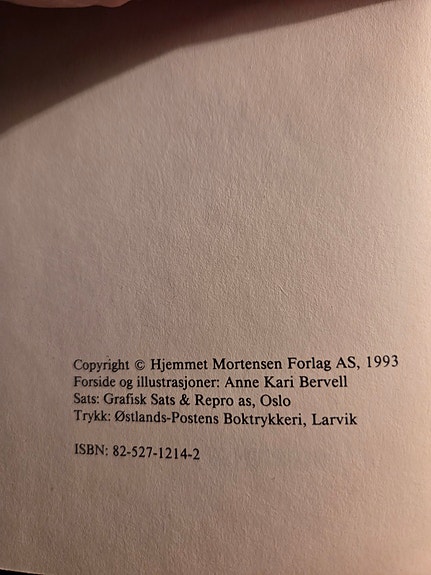 Copyright © Hjemmet Mortensen Forlag AS, 1993
Forside og illustrasjoner: Anne Kari Bervell
Sats: Grafisk Sats & Repro as, Oslo
Trykk: Østlands-Postens Boktrykkeri, Larvik
ISBN: 82-527-1214-2